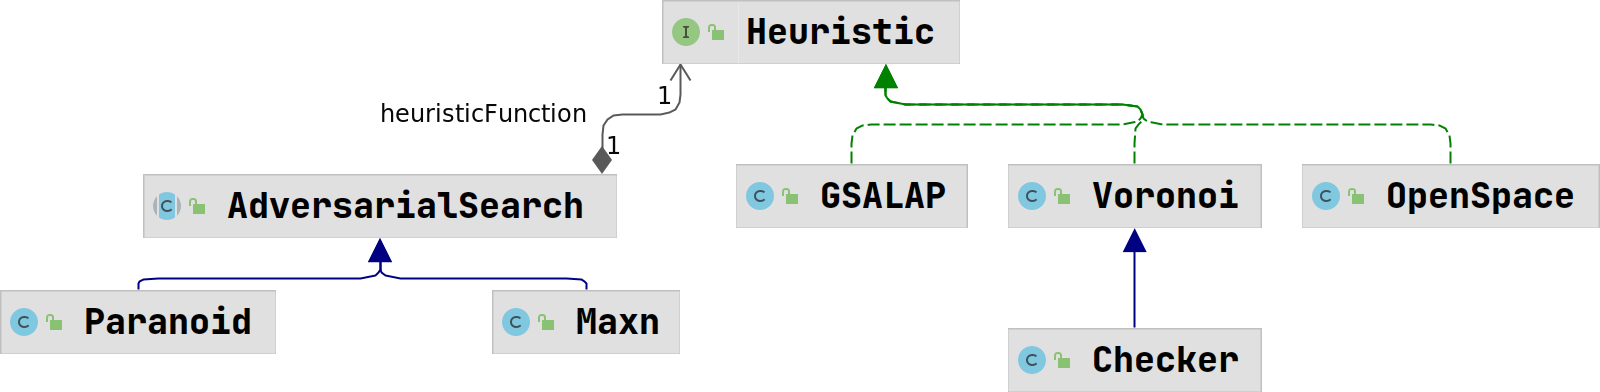 I Heuristic
1
heuristicFunction
1
C AdversarialSearch
C GSALAP
C Voronoi
C OpenSpace
C Paranoid
C Maxn
C Checker